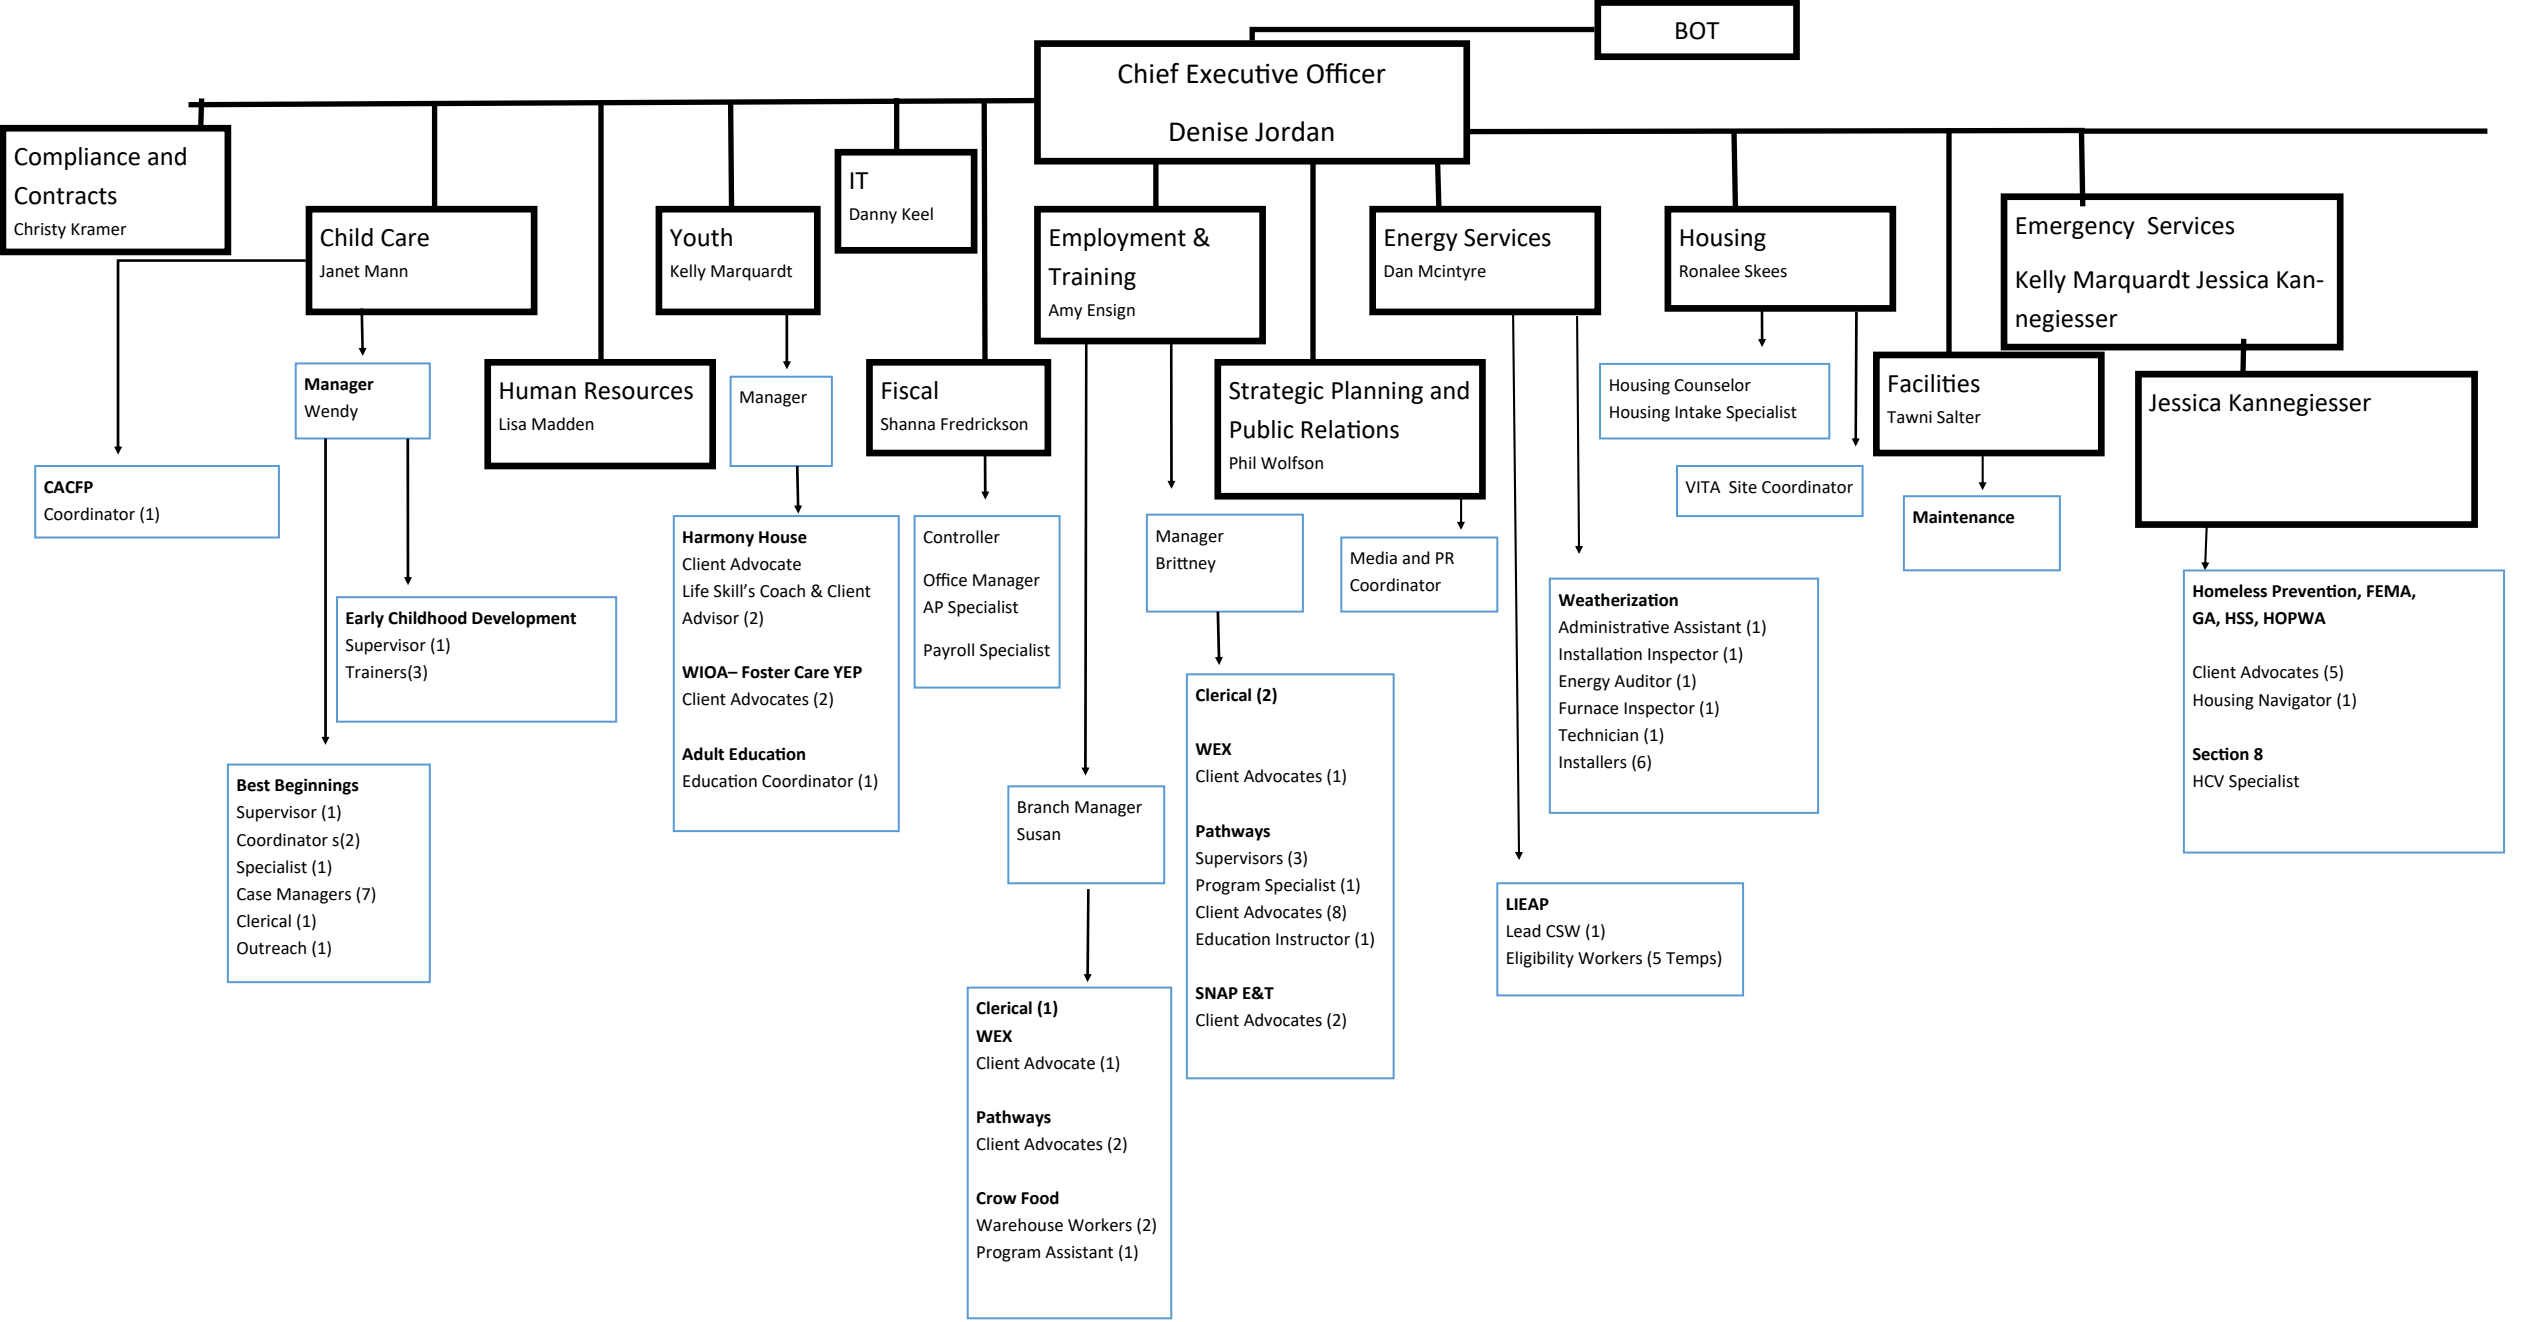 BOT
Chief Executive Officer
Denise Jordan
Compliance and
Contracts
Christy Kramer
Child Care
Janet Mann
Youth
Kelly Marquardt
IT
Danny Keel
Employment &
Training
Amy Ensign
Energy Services
Dan Mcintyre
Housing
Ronalee Skees
Emergency  Services
Kelly Marquardt Jessica Kan-
negiesser
Manager
Wendy
Human Resources
Lisa Madden
Manager
Fiscal
Shanna Fredrickson
Strategic Planning and
Public Relations
Phil Wolfson
Housing Counselor
Housing Intake Specialist
Facilities
Tawni Salter
Jessica Kannegiesser
CACFP
Coordinator (1)
VITA  Site Coordinator
Maintenance
Harmony House
Client Advocate
Life Skill’s Coach & Client
Advisor (2)
WIOA– Foster Care YEP
Client Advocates (2)
Adult Education
Education Coordinator (1)
Controller
Office Manager
AP Specialist
Payroll Specialist
Manager
Brittney
Media and PR
Coordinator
Early Childhood Development
Supervisor (1)
Trainers(3)
Weatherization
Administrative Assistant (1)
Installation Inspector (1)
Energy Auditor (1)
Furnace Inspector (1)
Technician (1)
Installers (6)
Homeless Prevention, FEMA,
GA, HSS, HOPWA
Client Advocates (5)
Housing Navigator (1)
Section 8
HCV Specialist
Clerical (2)
WEX
Client Advocates (1)
Pathways
Supervisors (3)
Program Specialist (1)
Client Advocates (8)
Education Instructor (1)
SNAP E&T
Client Advocates (2)
Best Beginnings
Supervisor (1)
Coordinator s(2)
Specialist (1)
Case Managers (7)
Clerical (1)
Outreach (1)
Branch Manager
Susan
LIEAP
Lead CSW (1)
Eligibility Workers (5 Temps)
Clerical (1)
WEX
Client Advocate (1)
Pathways
Client Advocates (2)
Crow Food
Warehouse Workers (2)
Program Assistant (1)